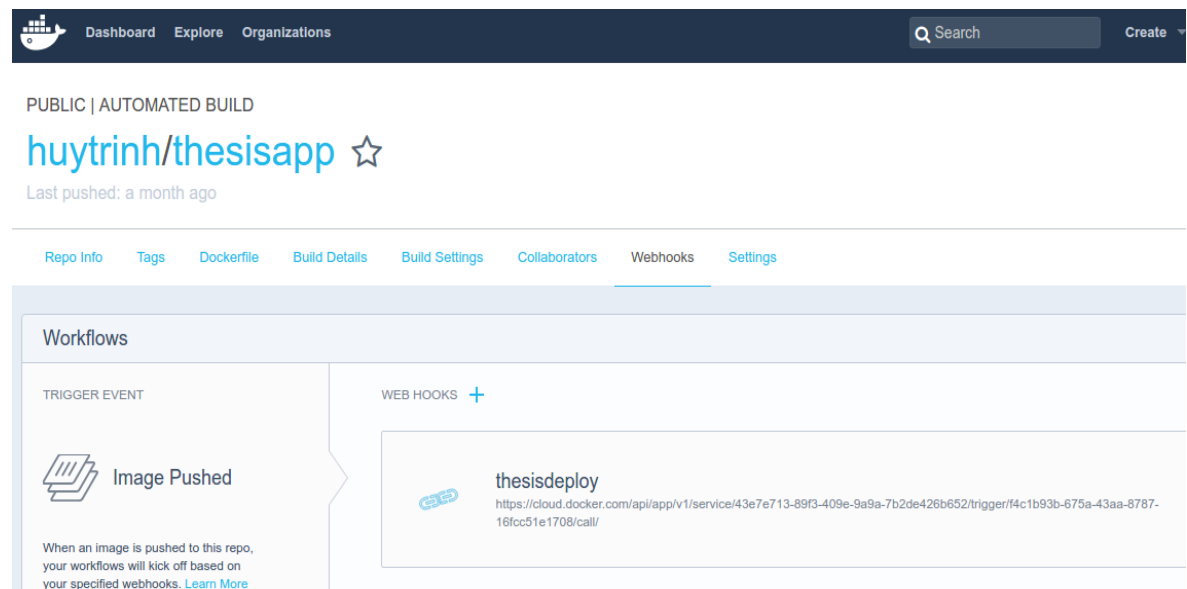 Dashboard Explore Organizations Search Create
PUBLIC | AUTOMATED BUILD
huytrinh/thesisapp
Last pushed: a month ago
Repo Info Tags Dockerfile Build Details Build Settings Collaborators Webhooks Settings
Workflows
TRIGGER EVENT
WEB HOOKS
Image Pushed
When an image is pushed to this repo,
your workflows will kick off based on
your specified webhooks. Learn More
thesisdeploy
https://cloud.docker.com/api/app/v1/service/43e7e713-89f3-409e-9a9a-7b2de426b652/trigger/f4c1b93b-675a-43aa-8787-
16fcc51e1708/call/